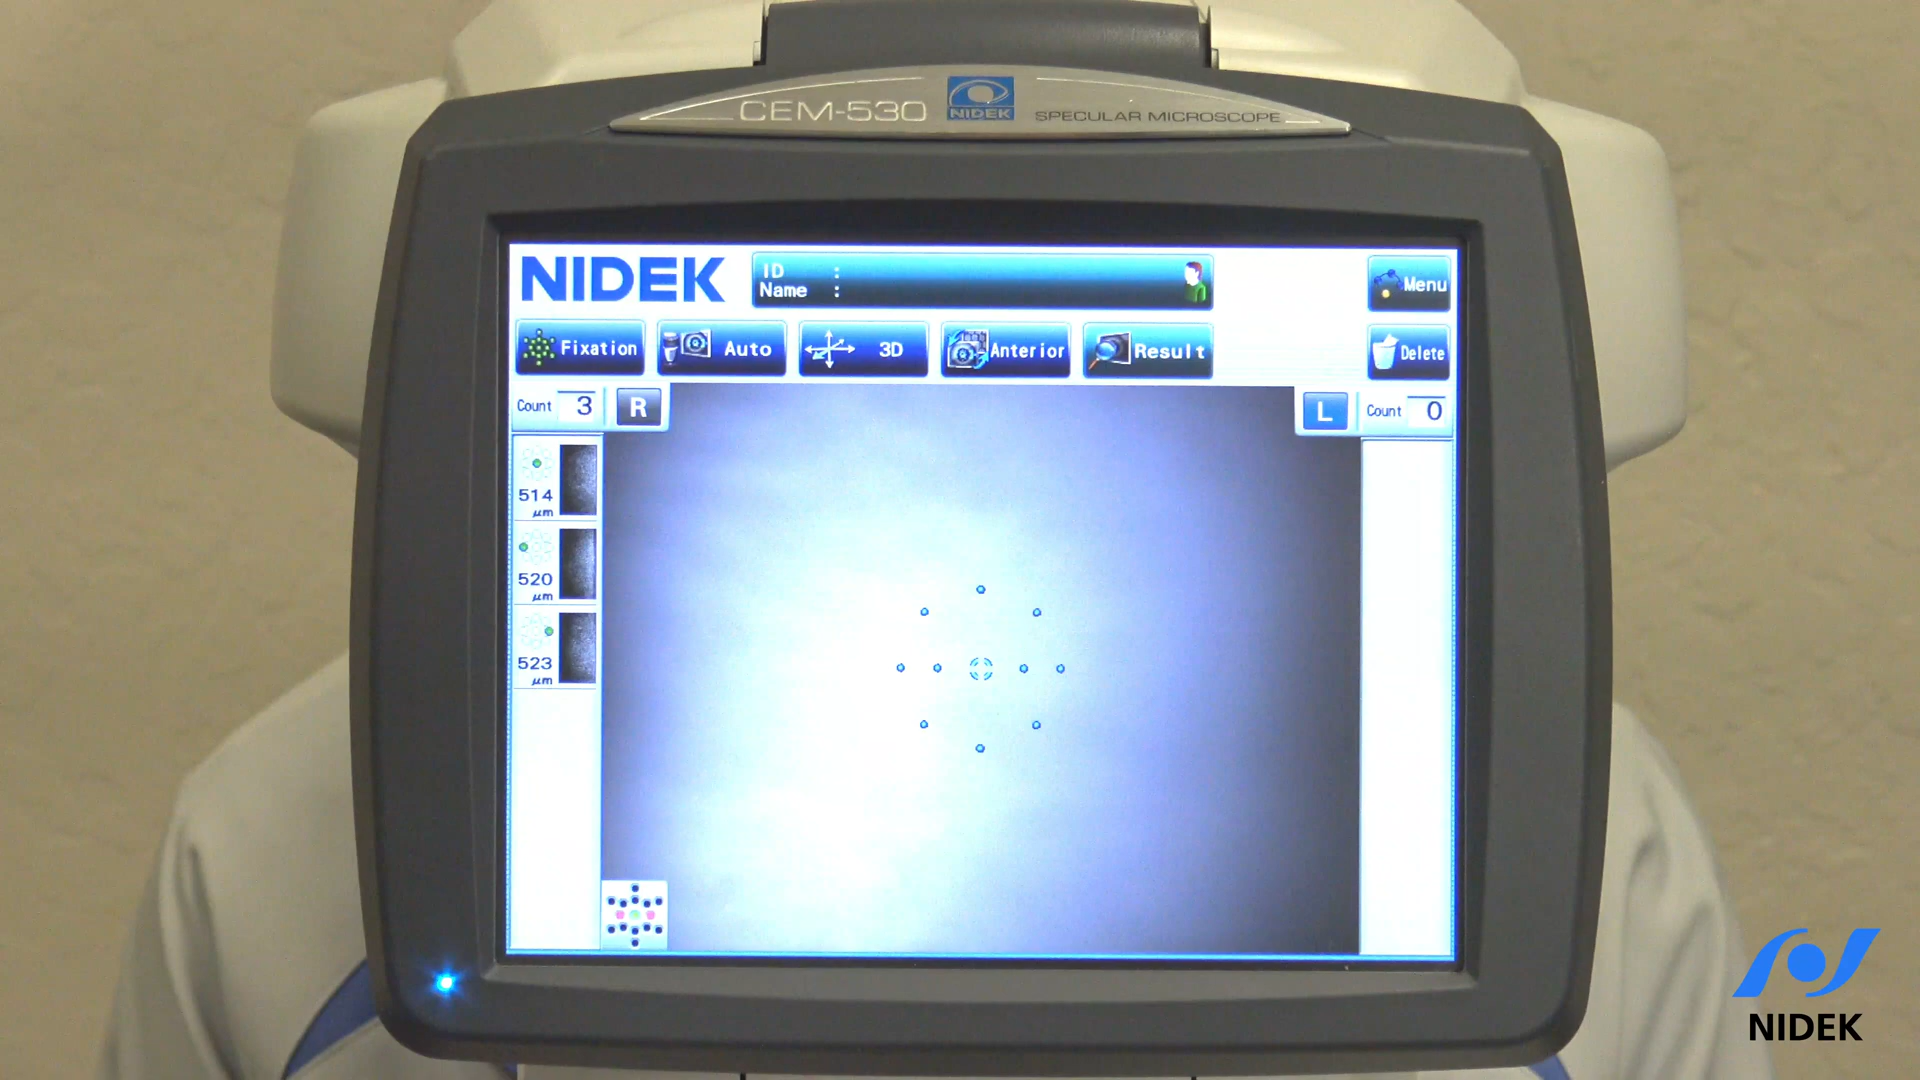 CEM-530 NIDEK SPECULAR MICROSCOPE
NIDEK
ID :
Name :
Menu
Fixation
Auto
3D
Anterior
Result
Delete
Count 3 R
L Count 0
514
μm
520
μm
523
μm
NIDEK